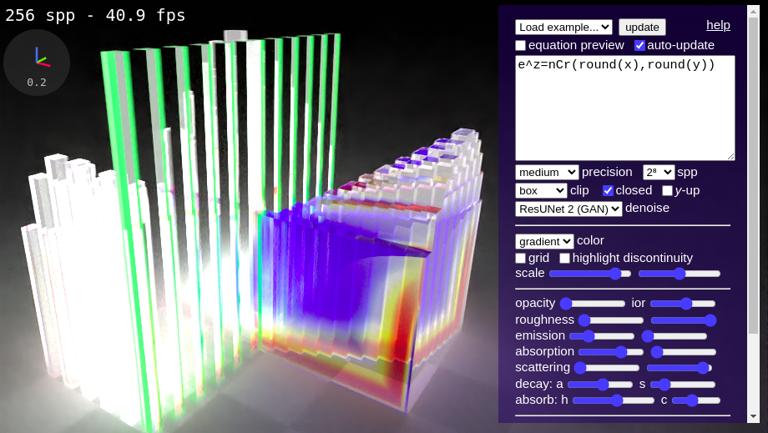 256 spp - 40.9 fps
0.2
Load example...
update
help
equation preview
auto-update
e^z=nCr(round(x),round(y))
medium
precision
2⁸
spp
box
clip
closed
y-up
ResUNet 2 (GAN)
denoise
gradient
color
grid
highlight discontinuity
scale
opacity
ior
roughness
emission
absorption
scattering
decay: a
s
absorb: h
c